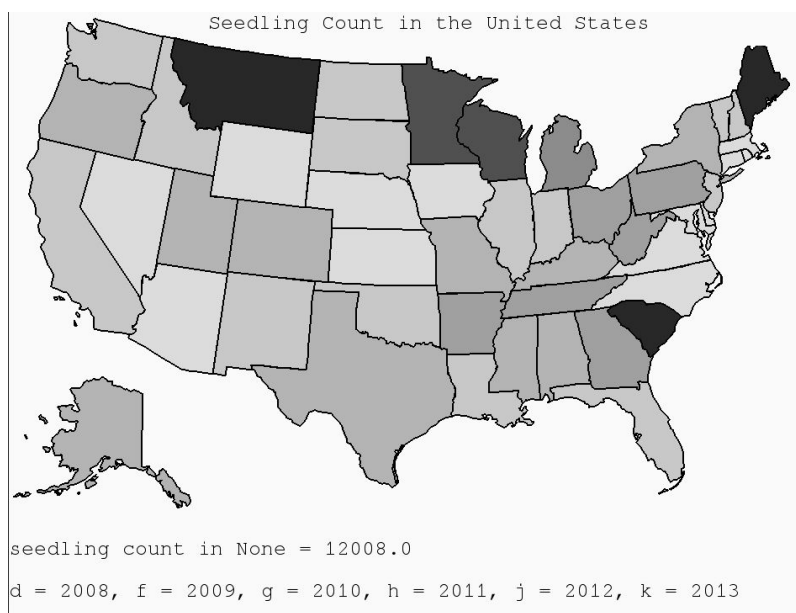 Seedling Count in the United States
seedling count in None = 12008.0
d = 2008, f = 2009, g = 2010, h = 2011, j = 2012, k = 2013